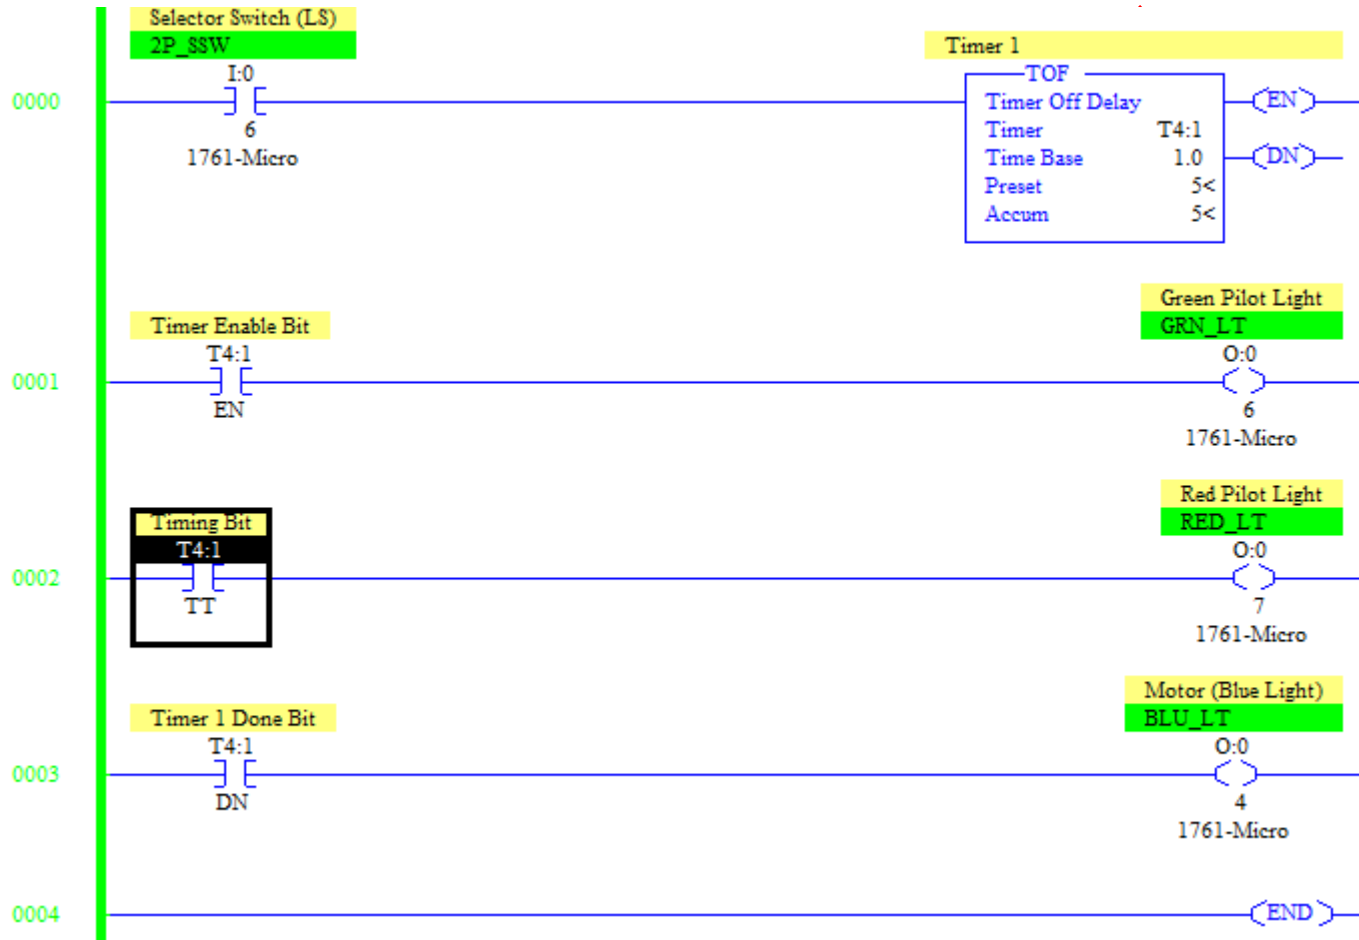 Selector Switch (LS)
2P_SSW
I:0
6
1761-Micro
0000
Timer 1
TOF
Timer Off Delay
Timer T4:1
Time Base 1.0
Preset 5<
Accum 5<
EN
DN
Timer Enable Bit
T4:1
EN
0001
Green Pilot Light
GRN_LT
O:0
6
1761-Micro
Timing Bit
T4:1
TT
0002
Red Pilot Light
RED_LT
O:0
7
1761-Micro
Timer 1 Done Bit
T4:1
DN
0003
Motor (Blue Light)
BLU_LT
O:0
4
1761-Micro
0004
END